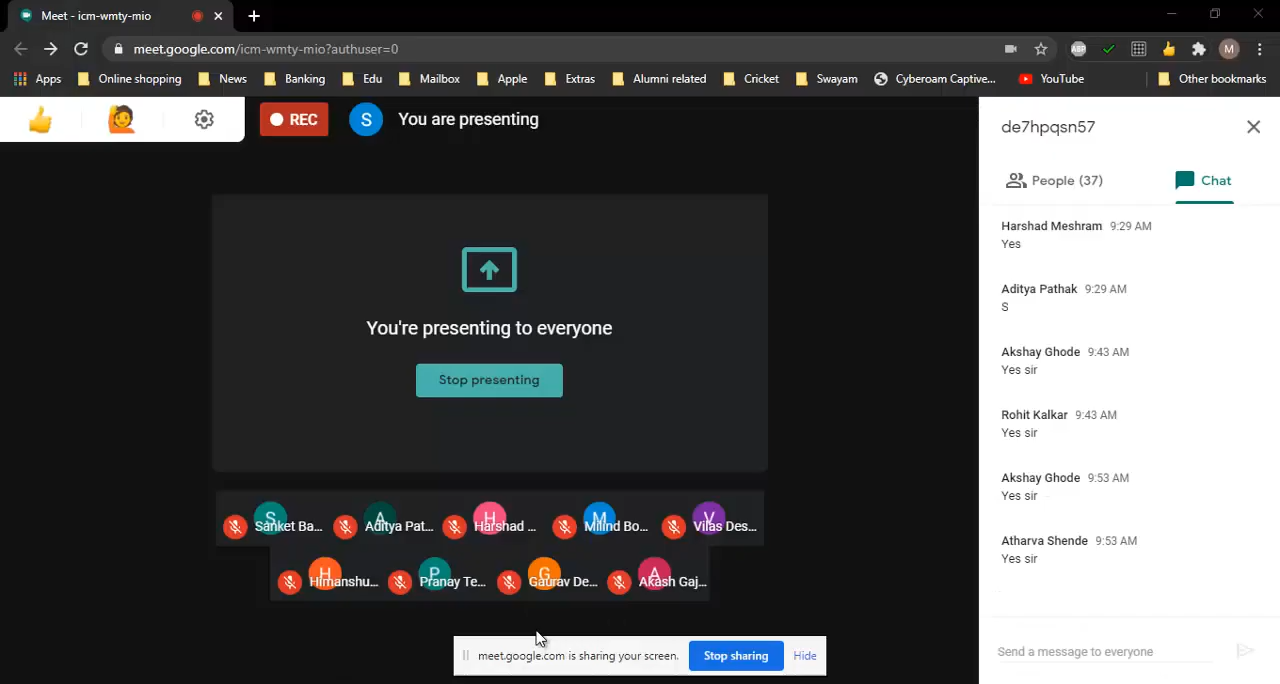 Meet - icm-wmty-mio
meet.google.com/icm-wmty-mio?authuser=0
ABP
M
Apps
Online shopping
News
Banking
Edu
Mailbox
Apple
Extras
Alumni related
Cricket
Swayam
Cyberoam Captive...
YouTube
Other bookmarks
REC
S
You are presenting
You're presenting to everyone
Stop presenting
S
Sanket Ba...
A
Aditya Pat...
H
Harshad ...
M
Milind Bo...
V
Vilas Des...
H
Himanshu...
P
Pranay Te...
G
Gaurav De...
A
Akash Gaj...
meet.google.com is sharing your screen.
Stop sharing
Hide
de7hpqsn57
People (37)
Chat
Harshad Meshram 9:29 AM
Yes
Aditya Pathak 9:29 AM
S
Akshay Ghode 9:43 AM
Yes sir
Rohit Kalkar 9:43 AM
Yes sir
Akshay Ghode 9:53 AM
Yes sir
Atharva Shende 9:53 AM
Yes sir
Send a message to everyone